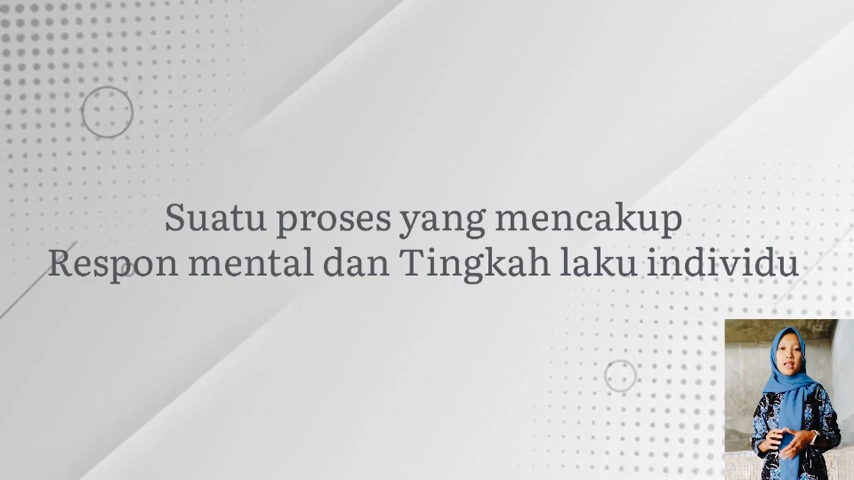 Suatu proses yang mencakup
Respon mental dan Tingkah laku individu